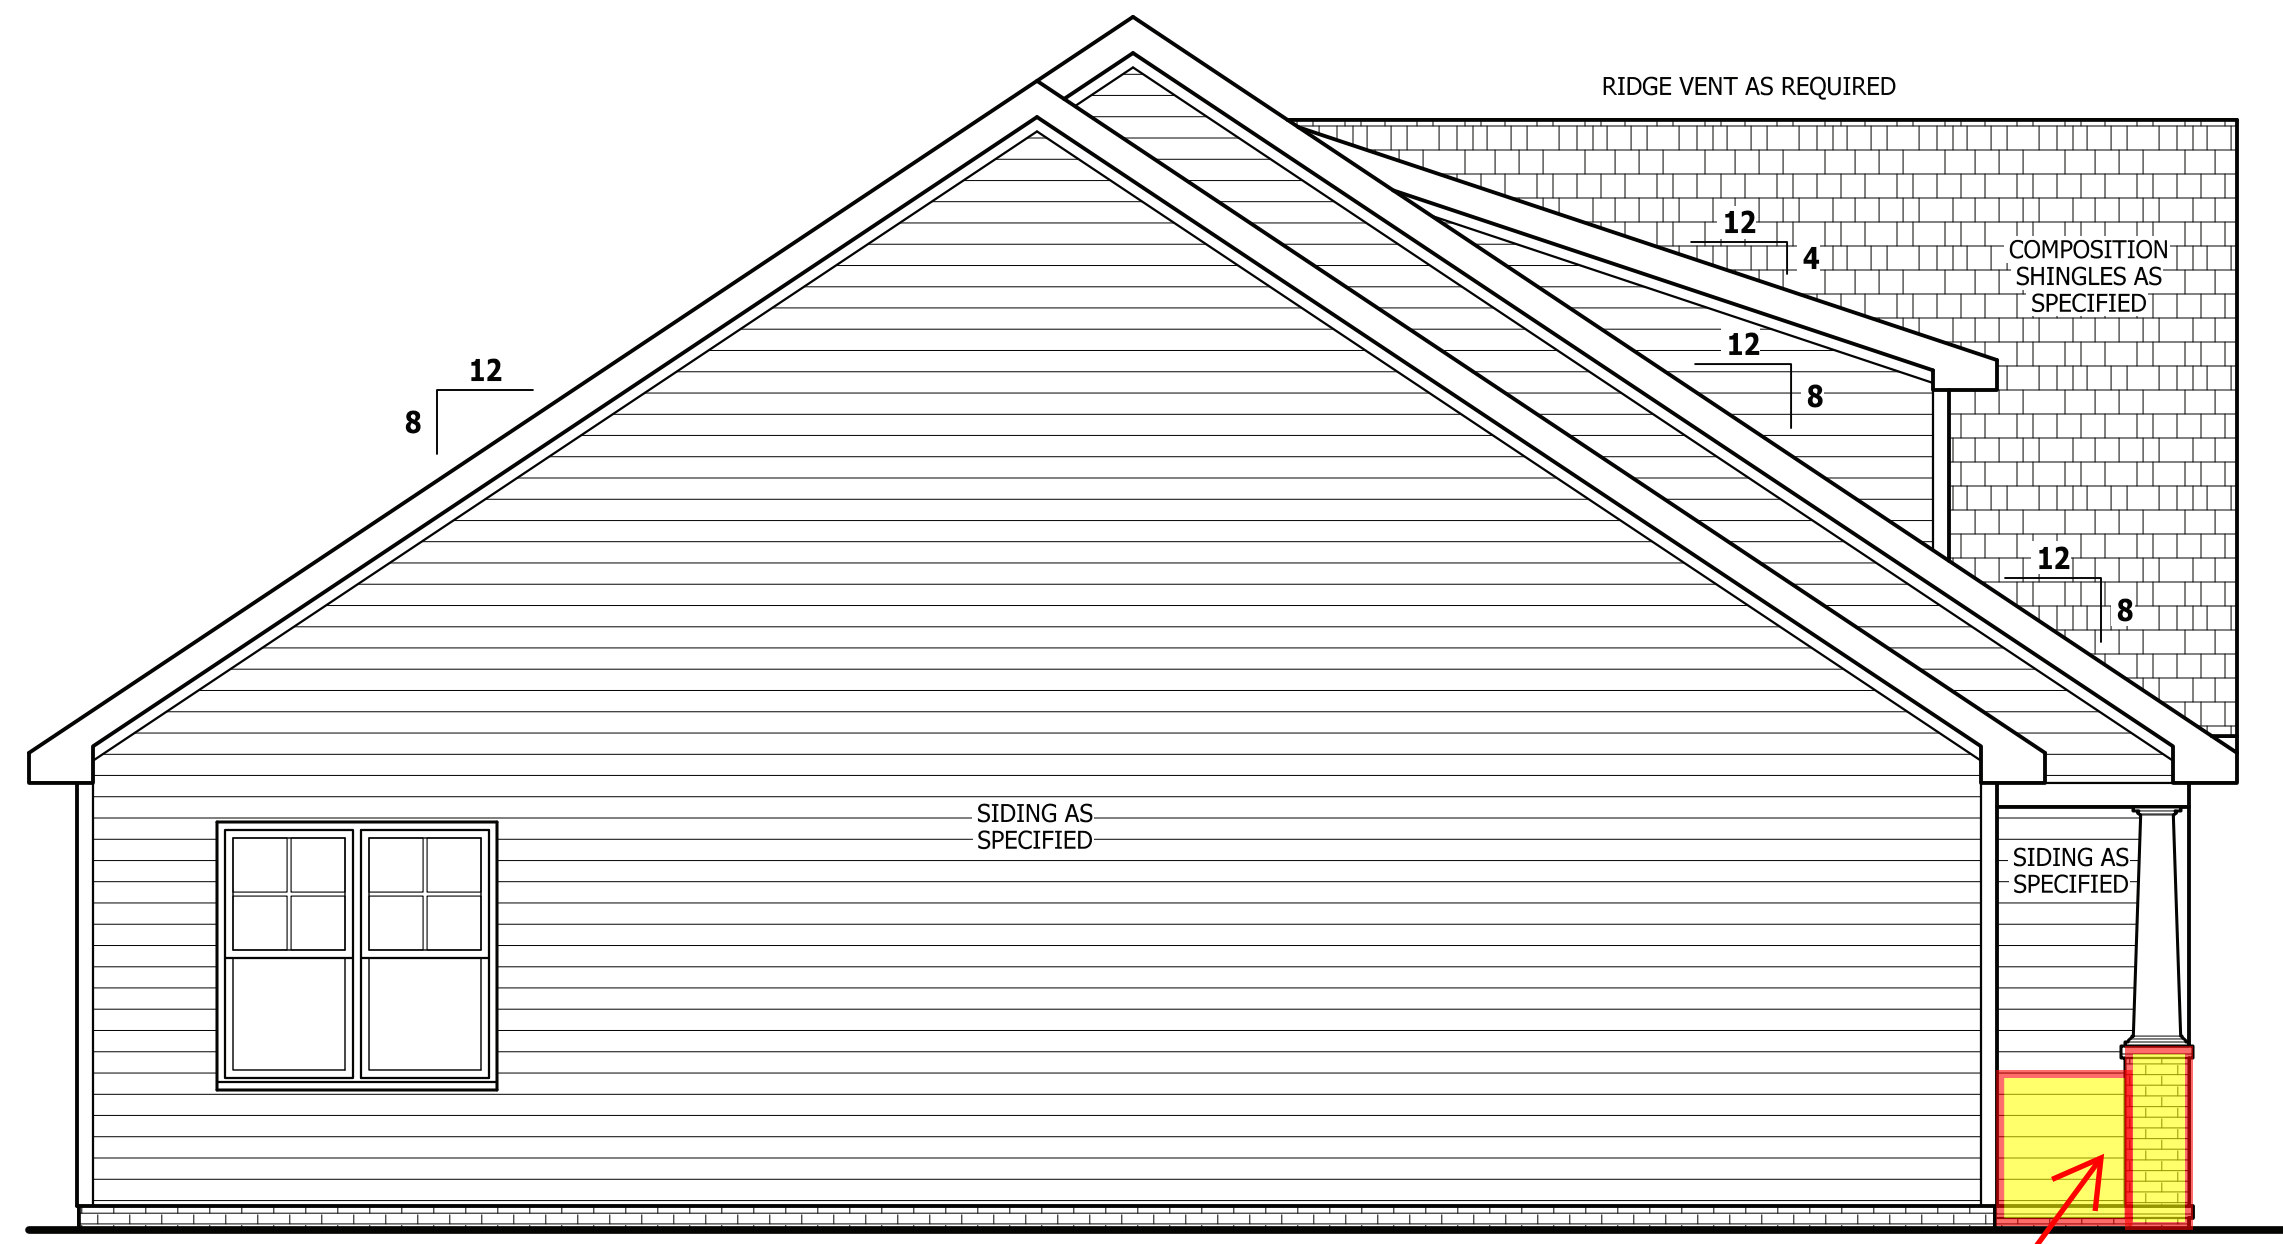 RIDGE VENT AS REQUIRED
12
4
COMPOSITION
SHINGLES AS
SPECIFIED
12
8
12
8
12
8
SIDING AS
SPECIFIED
SIDING AS
SPECIFIED